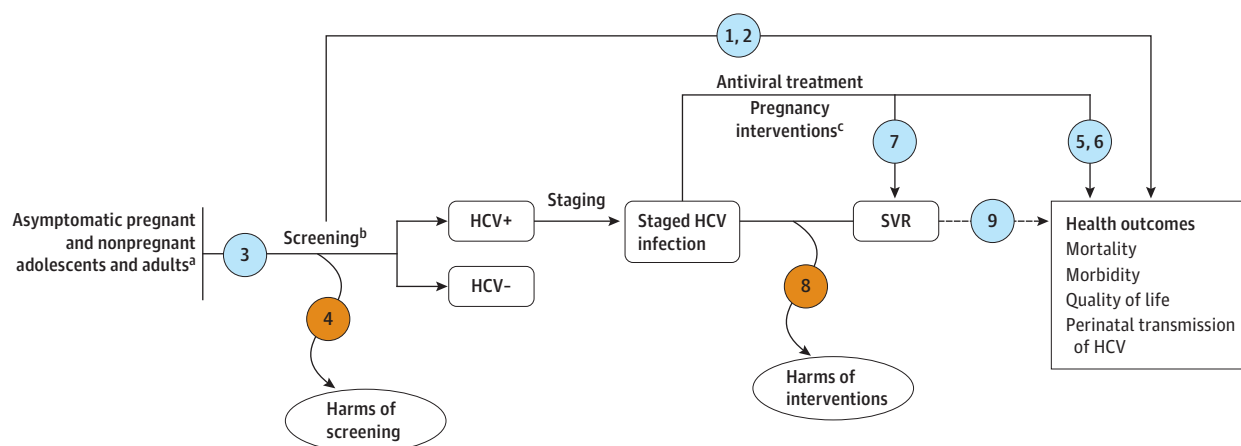 1, 2
Antiviral treatment
Pregnancy
interventionsᶜ
7
5, 6
Asymptomatic pregnant
and nonpregnant
adolescents and adultsᵃ
3
Screeningᵇ
HCV+
HCV−
Staging
Staged HCV
infection
SVR
9
Health outcomes
Mortality
Morbidity
Quality of life
Perinatal transmission
of HCV
4
8
Harms of
screening
Harms of
interventions